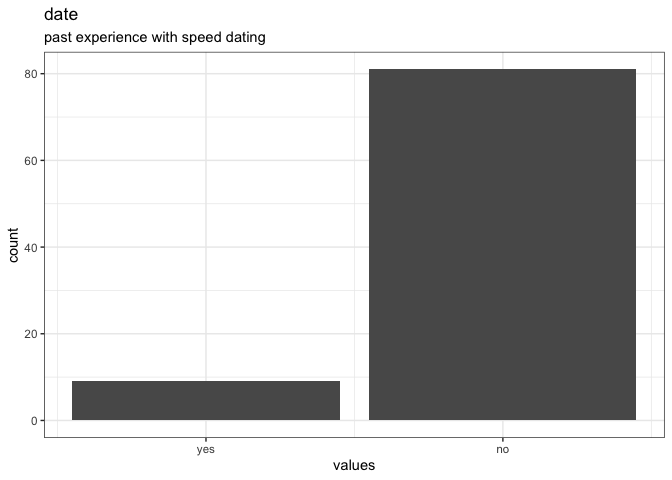 date
past experience with speed dating
80
60
40
20
0
count
yes no
values